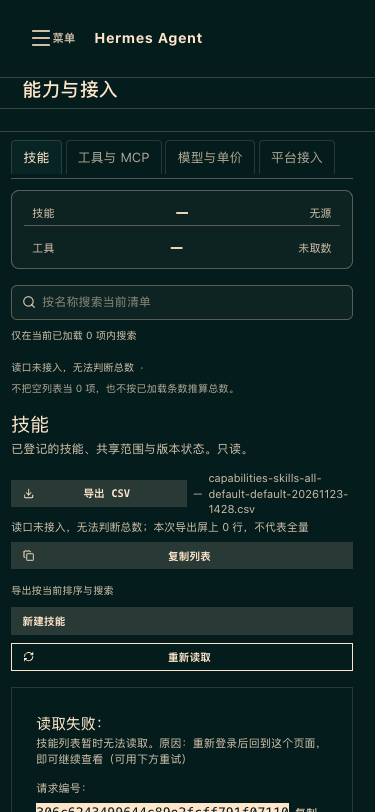 菜单 Hermes Agent
能力与接入
技能 工具与 MCP 模型与单价 平台接入
技能 — 无源
工具 — 未取数
按名称搜索当前清单
仅在当前已加载 0 项内搜索
读口未接入，无法判断总数 ·
不把空列表当 0 项，也不按已加载条数推算总数。
技能
已登记的技能、共享范围与版本状态。只读。
导出 CSV — capabilities-skills-all-
default-default-20261123-
1428.csv
读口未接入，无法判断总数；本次导出屏上 0 行，不代表全量
复制列表
导出按当前排序与搜索
新建技能
重新读取
读取失败：
技能列表暂时无法读取。原因：重新登录后回到这个页面，
即可继续查看（可用下方重试）
请求编号：